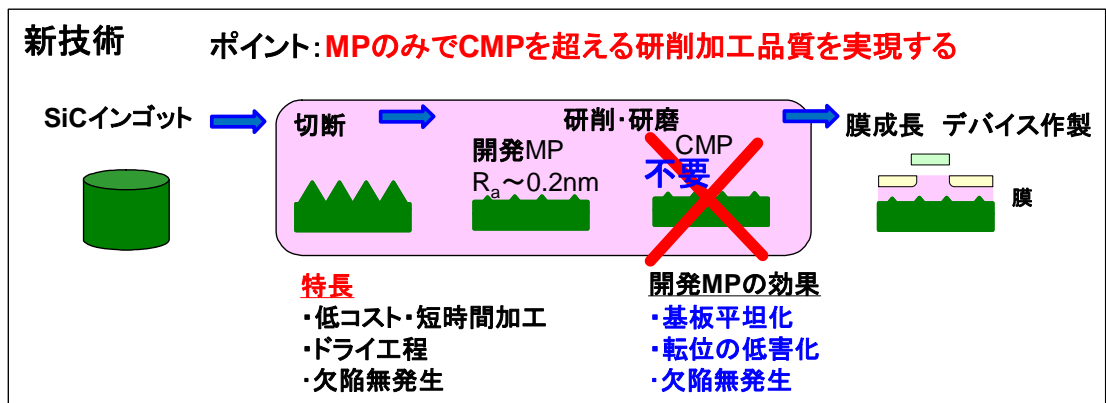 新技術 ポイント：MPのみでCMPを超える研削加工品質を実現する
SiCインゴット
切断
研削・研磨
開発MP
Ra～0.2nm
CMP
不要
膜成長 デバイス作製
膜
特長
・低コスト・短時間加工
・ドライ工程
・欠陥無発生
開発MPの効果
・基板平坦化
・転位の低害化
・欠陥無発生